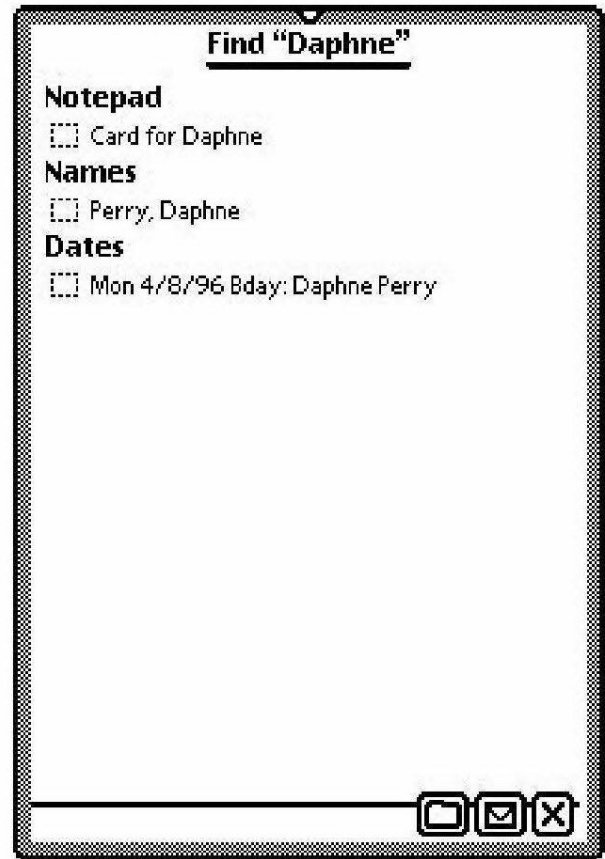 Find “Daphne”
Notepad
Card for Daphne
Names
Perry, Daphne
Dates
Mon 4/8/96 Bday: Daphne Perry